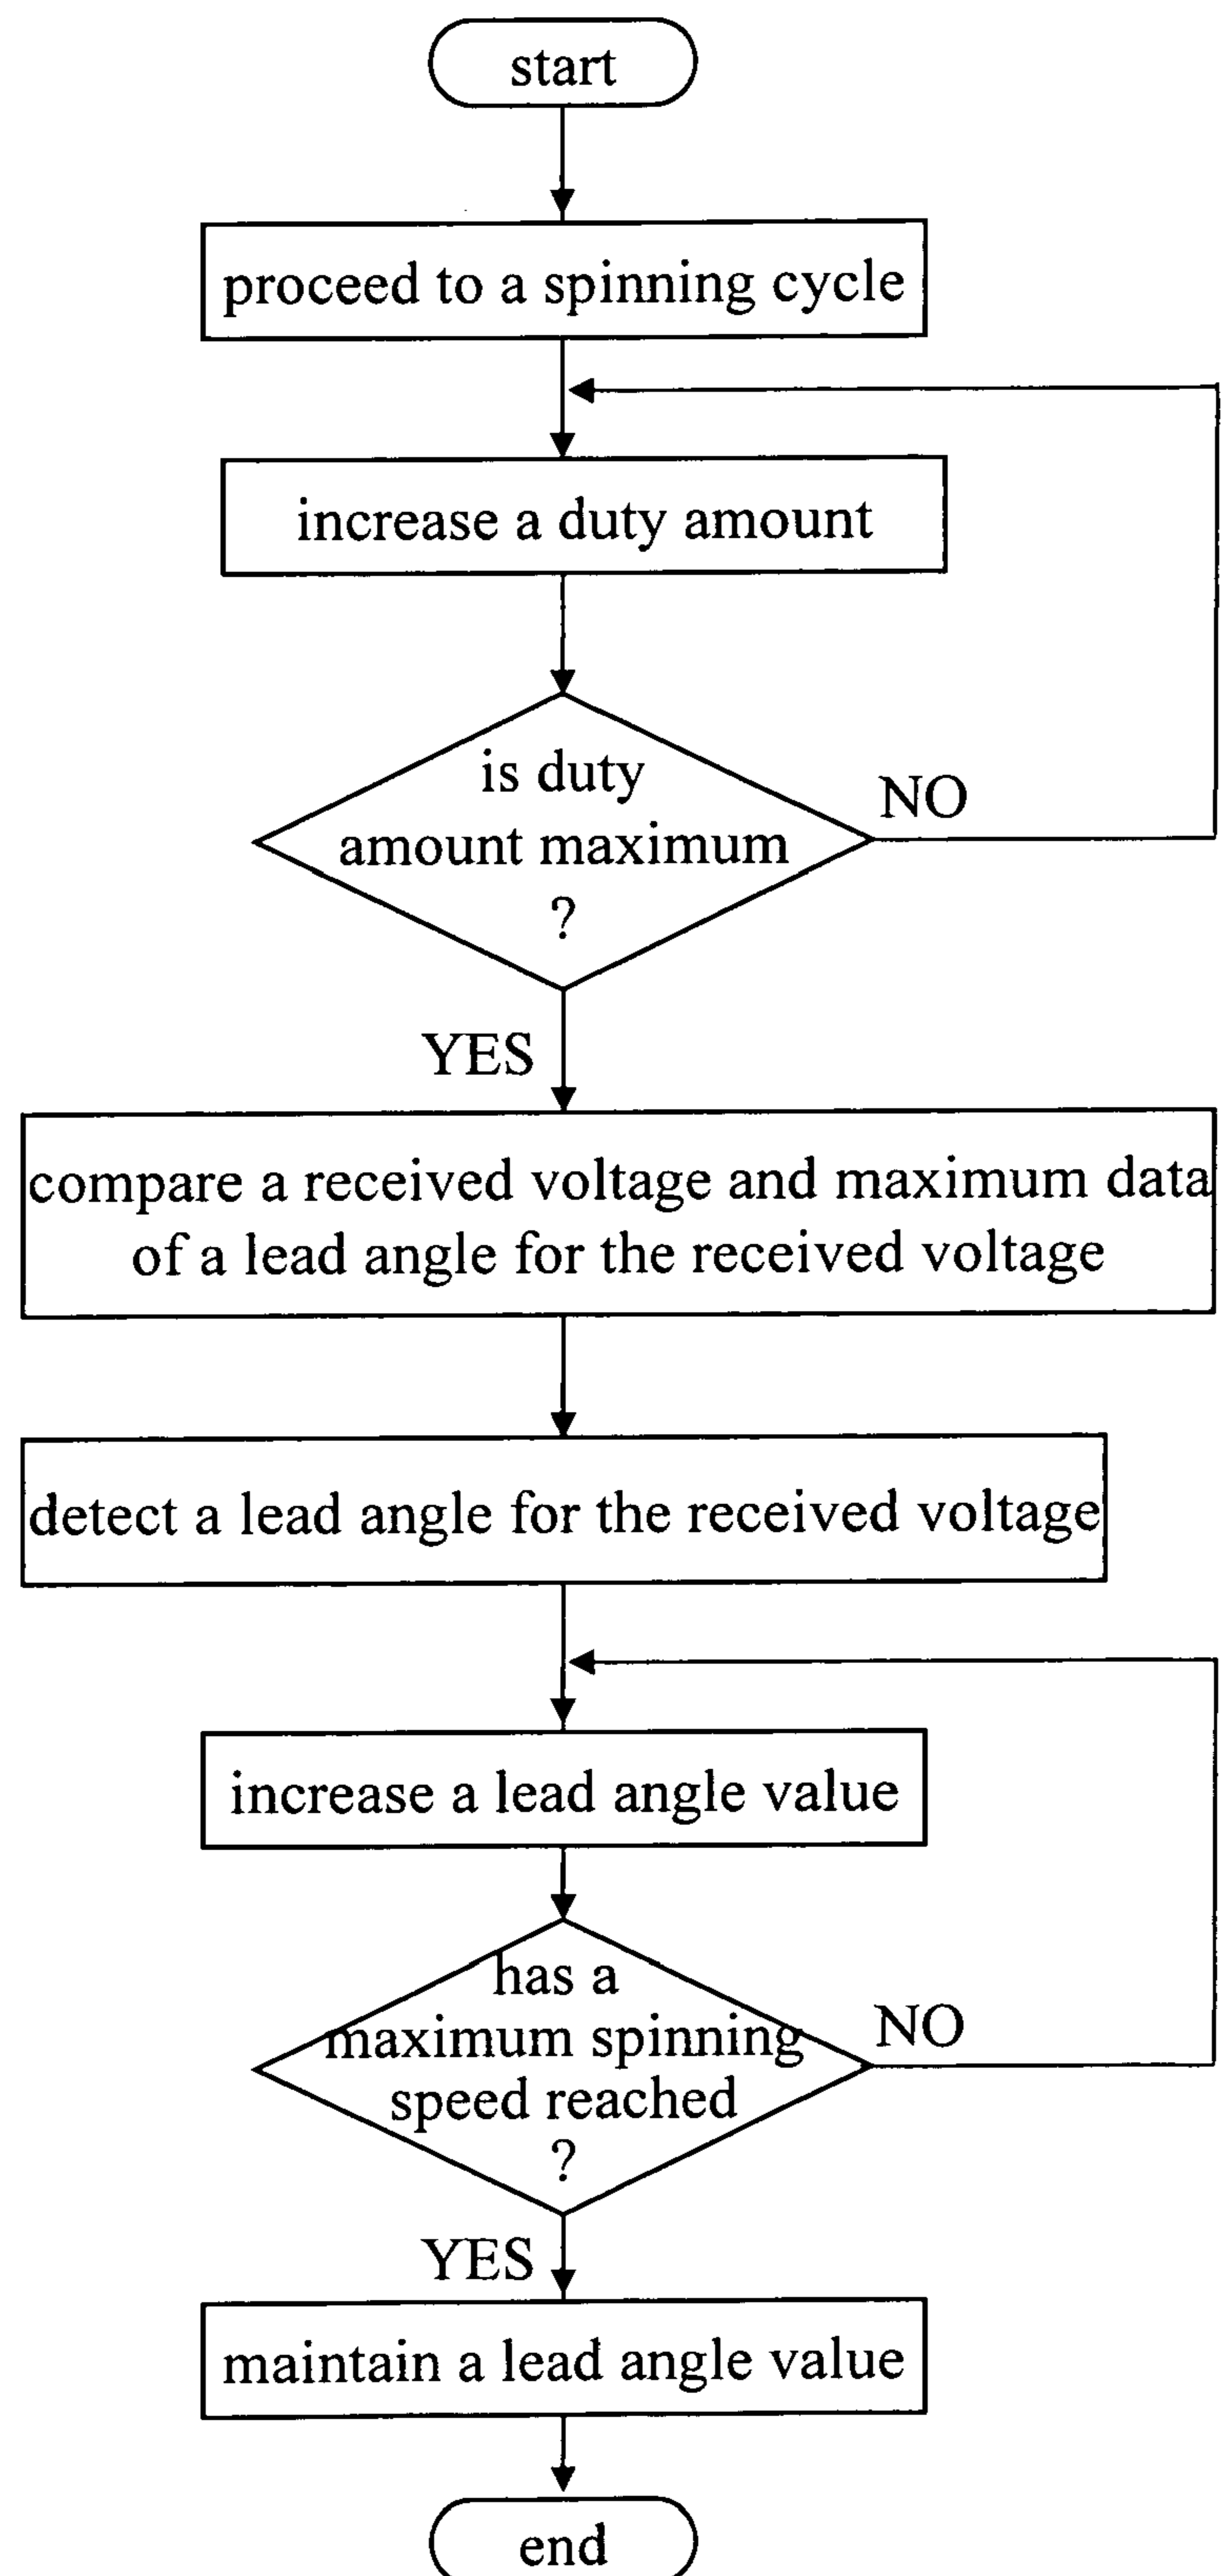 start
proceed to a spinning cycle
increase a duty amount
is duty
amount maximum
?
NO
YES
compare a received voltage and maximum data
of a lead angle for the received voltage
detect a lead angle for the received voltage
increase a lead angle value
has a
maximum spinning
speed reached
?
NO
YES
maintain a lead angle value
end